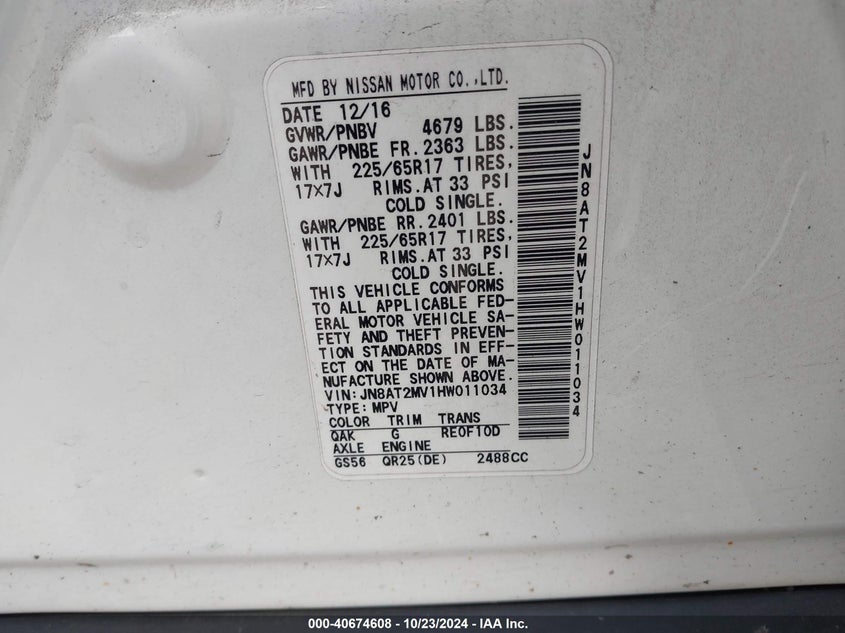 MFD BY NISSAN MOTOR CO.,LTD.
DATE 12/16
GVWR/PNBV 4679 LBS.
GAWR/PNBE FR. 2363 LBS.
WITH 225/65R17 TIRES,
17X7J RIMS. AT 33 PSI
COLD SINGLE.
GAWR/PNBE RR. 2401 LBS.
WITH 225/65R17 TIRES,
17X7J RIMS. AT 33 PSI
COLD SINGLE.
THIS VEHICLE CONFORMS
TO ALL APPLICABLE FED-
ERAL MOTOR VEHICLE SA-
FETY AND THEFT PREVEN-
TION STANDARDS IN EFF-
ECT ON THE DATE OF MA-
NUFACTURE SHOWN ABOVE.
VIN: JN8AT2MV1HW011034
TYPE: MPV
COLOR TRIM TRANS
QAK G RE0F10D
AXLE ENGINE
GS56 QR25(DE) 2488CC
JN8AT2MV1HW011034
000-40674608 - 10/23/2024 - IAA Inc.